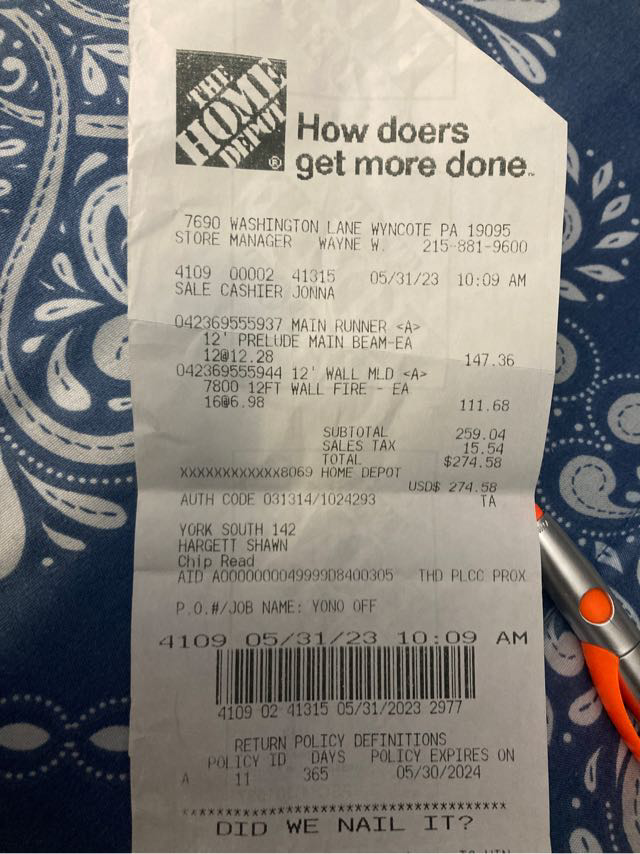 THE
HOME
DEPOT®
How doers
get more done™
7690 WASHINGTON LANE WYNCOTE PA 19095
STORE MANAGER WAYNE W. 215-881-9600
4109 00002 41315 05/31/23 10:09 AM
SALE CASHIER JONNA
042369555937 MAIN RUNNER <A>
12' PRELUDE MAIN BEAM-EA
12@12.28 147.36
042369555944 12' WALL MLD <A>
7800 12FT WALL FIRE - EA
16@6.98 111.68
SUBTOTAL 259.04
SALES TAX 15.54
TOTAL $274.58
XXXXXXXXXXXX8069 HOME DEPOT
USD$ 274.58
AUTH CODE 031314/1024293 TA
YORK SOUTH 142
HARGETT SHAWN
Chip Read
AID A0000000049999D8400305 THD PLCC PROX
P.O.#/JOB NAME: YONO OFF
4109 05/31/23 10:09 AM
4109 02 41315 05/31/2023 2977
RETURN POLICY DEFINITIONS
POLICY ID DAYS POLICY EXPIRES ON
A 11 365 05/30/2024
************************************
DID WE NAIL IT?